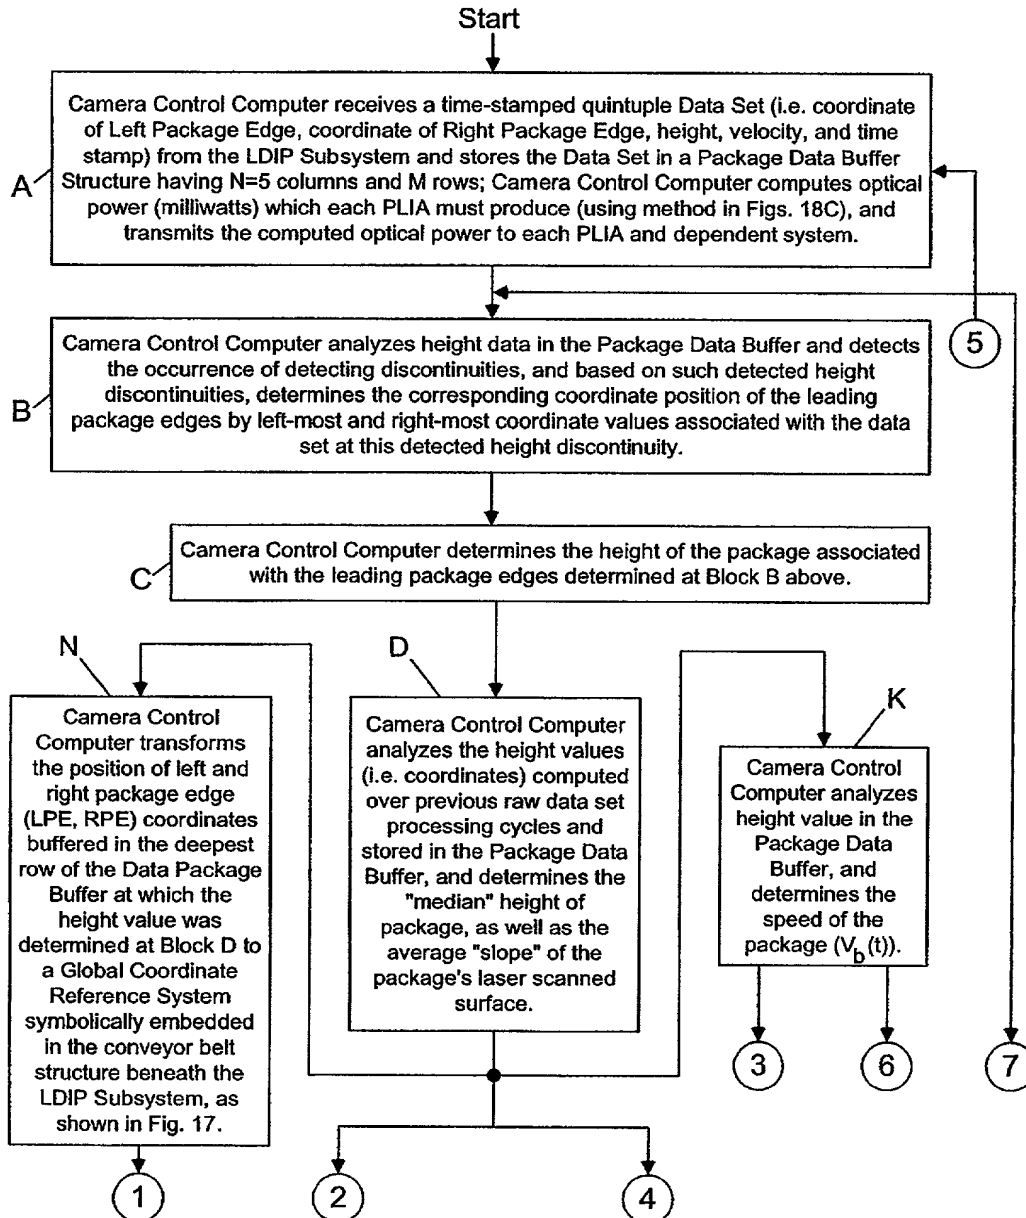 Start
Camera Control Computer receives a time-stamped quintuple Data Set (i.e. coordinate
of Left Package Edge, coordinate of Right Package Edge, height, velocity, and time
stamp) from the LDIP Subsystem and stores the Data Set in a Package Data Buffer
Structure having N=5 columns and M rows; Camera Control Computer computes optical
power (milliwatts) which each PLIA must produce (using method in Figs. 18C), and
transmits the computed optical power to each PLIA and dependent system.
A
5
Camera Control Computer analyzes height data in the Package Data Buffer and detects
the occurrence of detecting discontinuities, and based on such detected height
discontinuities, determines the corresponding coordinate position of the leading
package edges by left-most and right-most coordinate values associated with the data
set at this detected height discontinuity.
B
Camera Control Computer determines the height of the package associated
with the leading package edges determined at Block B above.
C
N
Camera Control
Computer transforms
the position of left and
right package edge
(LPE, RPE) coordinates
buffered in the deepest
row of the Data Package
Buffer at which the
height value was
determined at Block D to
a Global Coordinate
Reference System
symbolically embedded
in the conveyor belt
structure beneath the
LDIP Subsystem, as
shown in Fig. 17.
D
Camera Control Computer
analyzes the height values
(i.e. coordinates) computed
over previous raw data set
processing cycles and
stored in the Package Data
Buffer, and determines the
"median" height of
package, as well as the
average "slope" of the
package's laser scanned
surface.
K
Camera Control
Computer analyzes
height value in the
Package Data
Buffer, and
determines the
speed of the
package (V_b(t)).
3
6
7
1
2
4